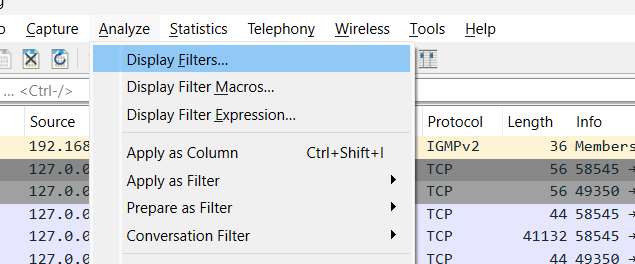 Capture Analyze Statistics Telephony Wireless Tools Help
Display Filters...
... <Ctrl-/>
Display Filter Macros...
Display Filter Expression...
Source Protocol Length Info
192.168 IGMPv2 36 Members
Apply as Column Ctrl+Shift+I
127.0.0 TCP 56 58545 →
Apply as Filter
127.0.0 TCP 56 49350 →
Prepare as Filter
127.0.0 TCP 44 58545 →
Conversation Filter
127.0.0 TCP 41132 58545 →
127.0.0 TCP 44 49350 →